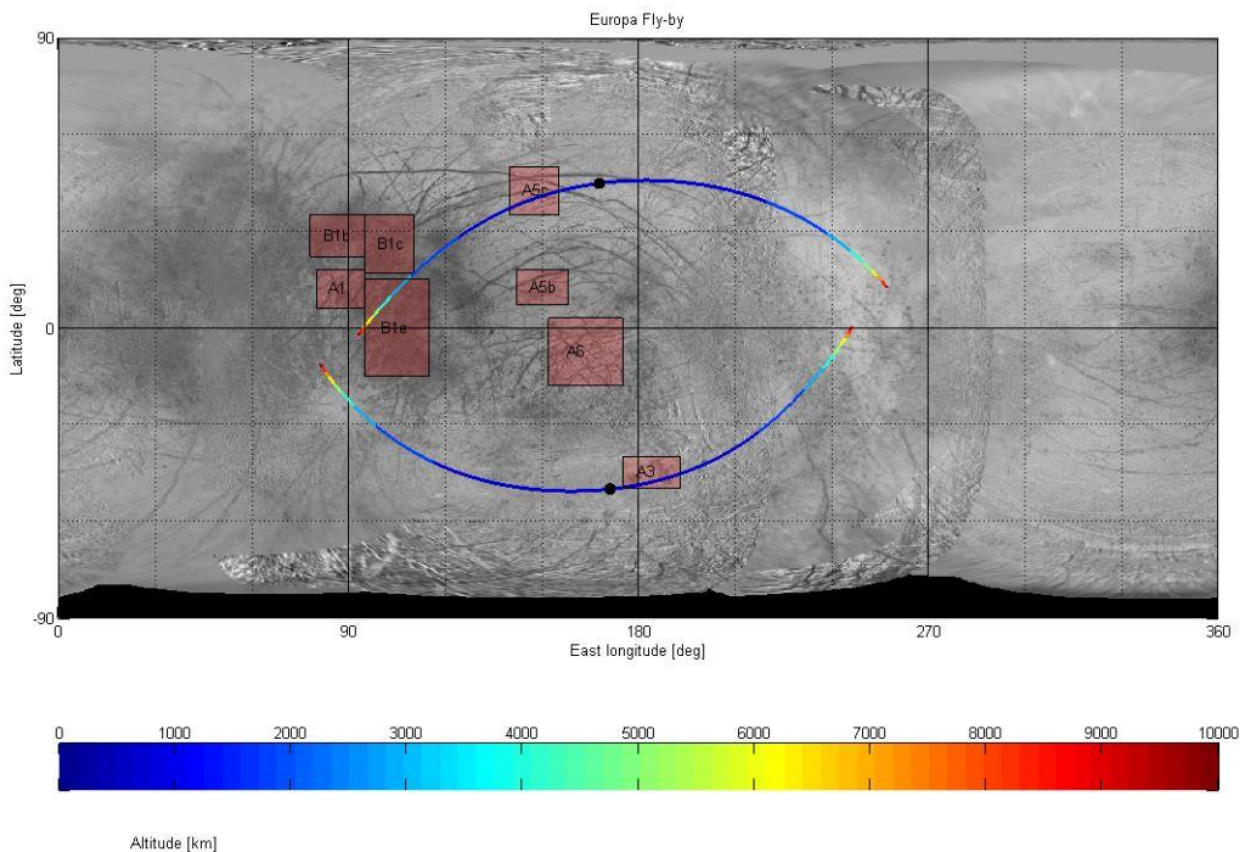 Europa Fly-by
90
Latitude [deg]
0
-90
A5c
B1b
B1c
A1
A5b
B1e
A6
A3
0 90 180 270 360
East longitude [deg]
0 1000 2000 3000 4000 5000 6000 7000 8000 9000 10000
Altitude [km]